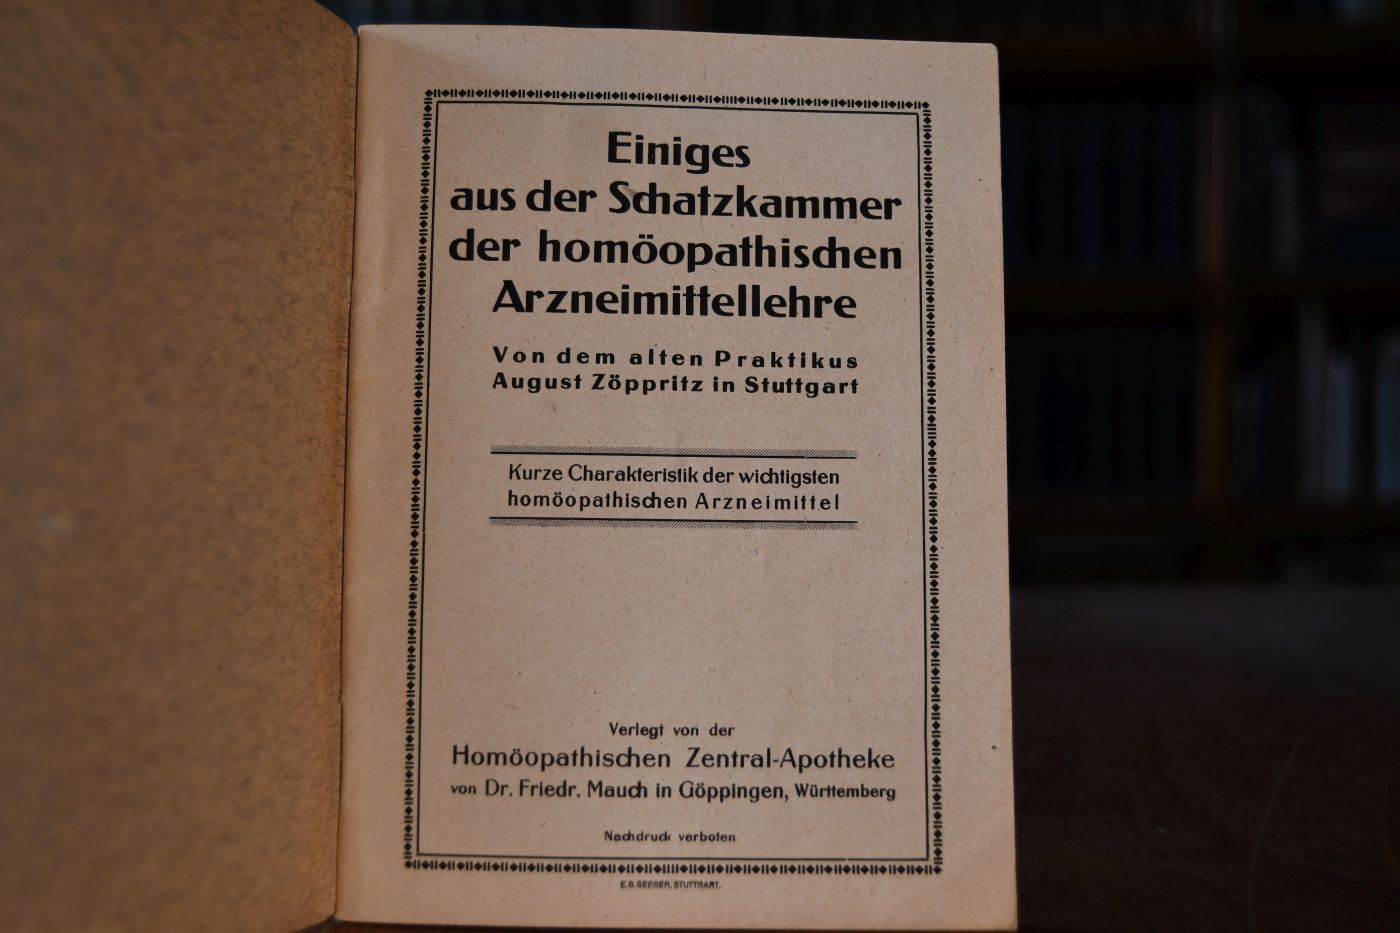 Einiges
aus der Schatzkammer
der homöopathischen
Arzneimittellehre
Von dem alten Praktikus
August Zöppritz in Stuttgart
Kurze Charakteristik der wichtigsten
homöopathischen Arzneimittel
Verlegt von der
Homöopathischen Zentral-Apotheke
von Dr. Friedr. Mauch in Göppingen, Württemberg
Nachdruck verboten
E. G. SEEGER, STUTTGART.